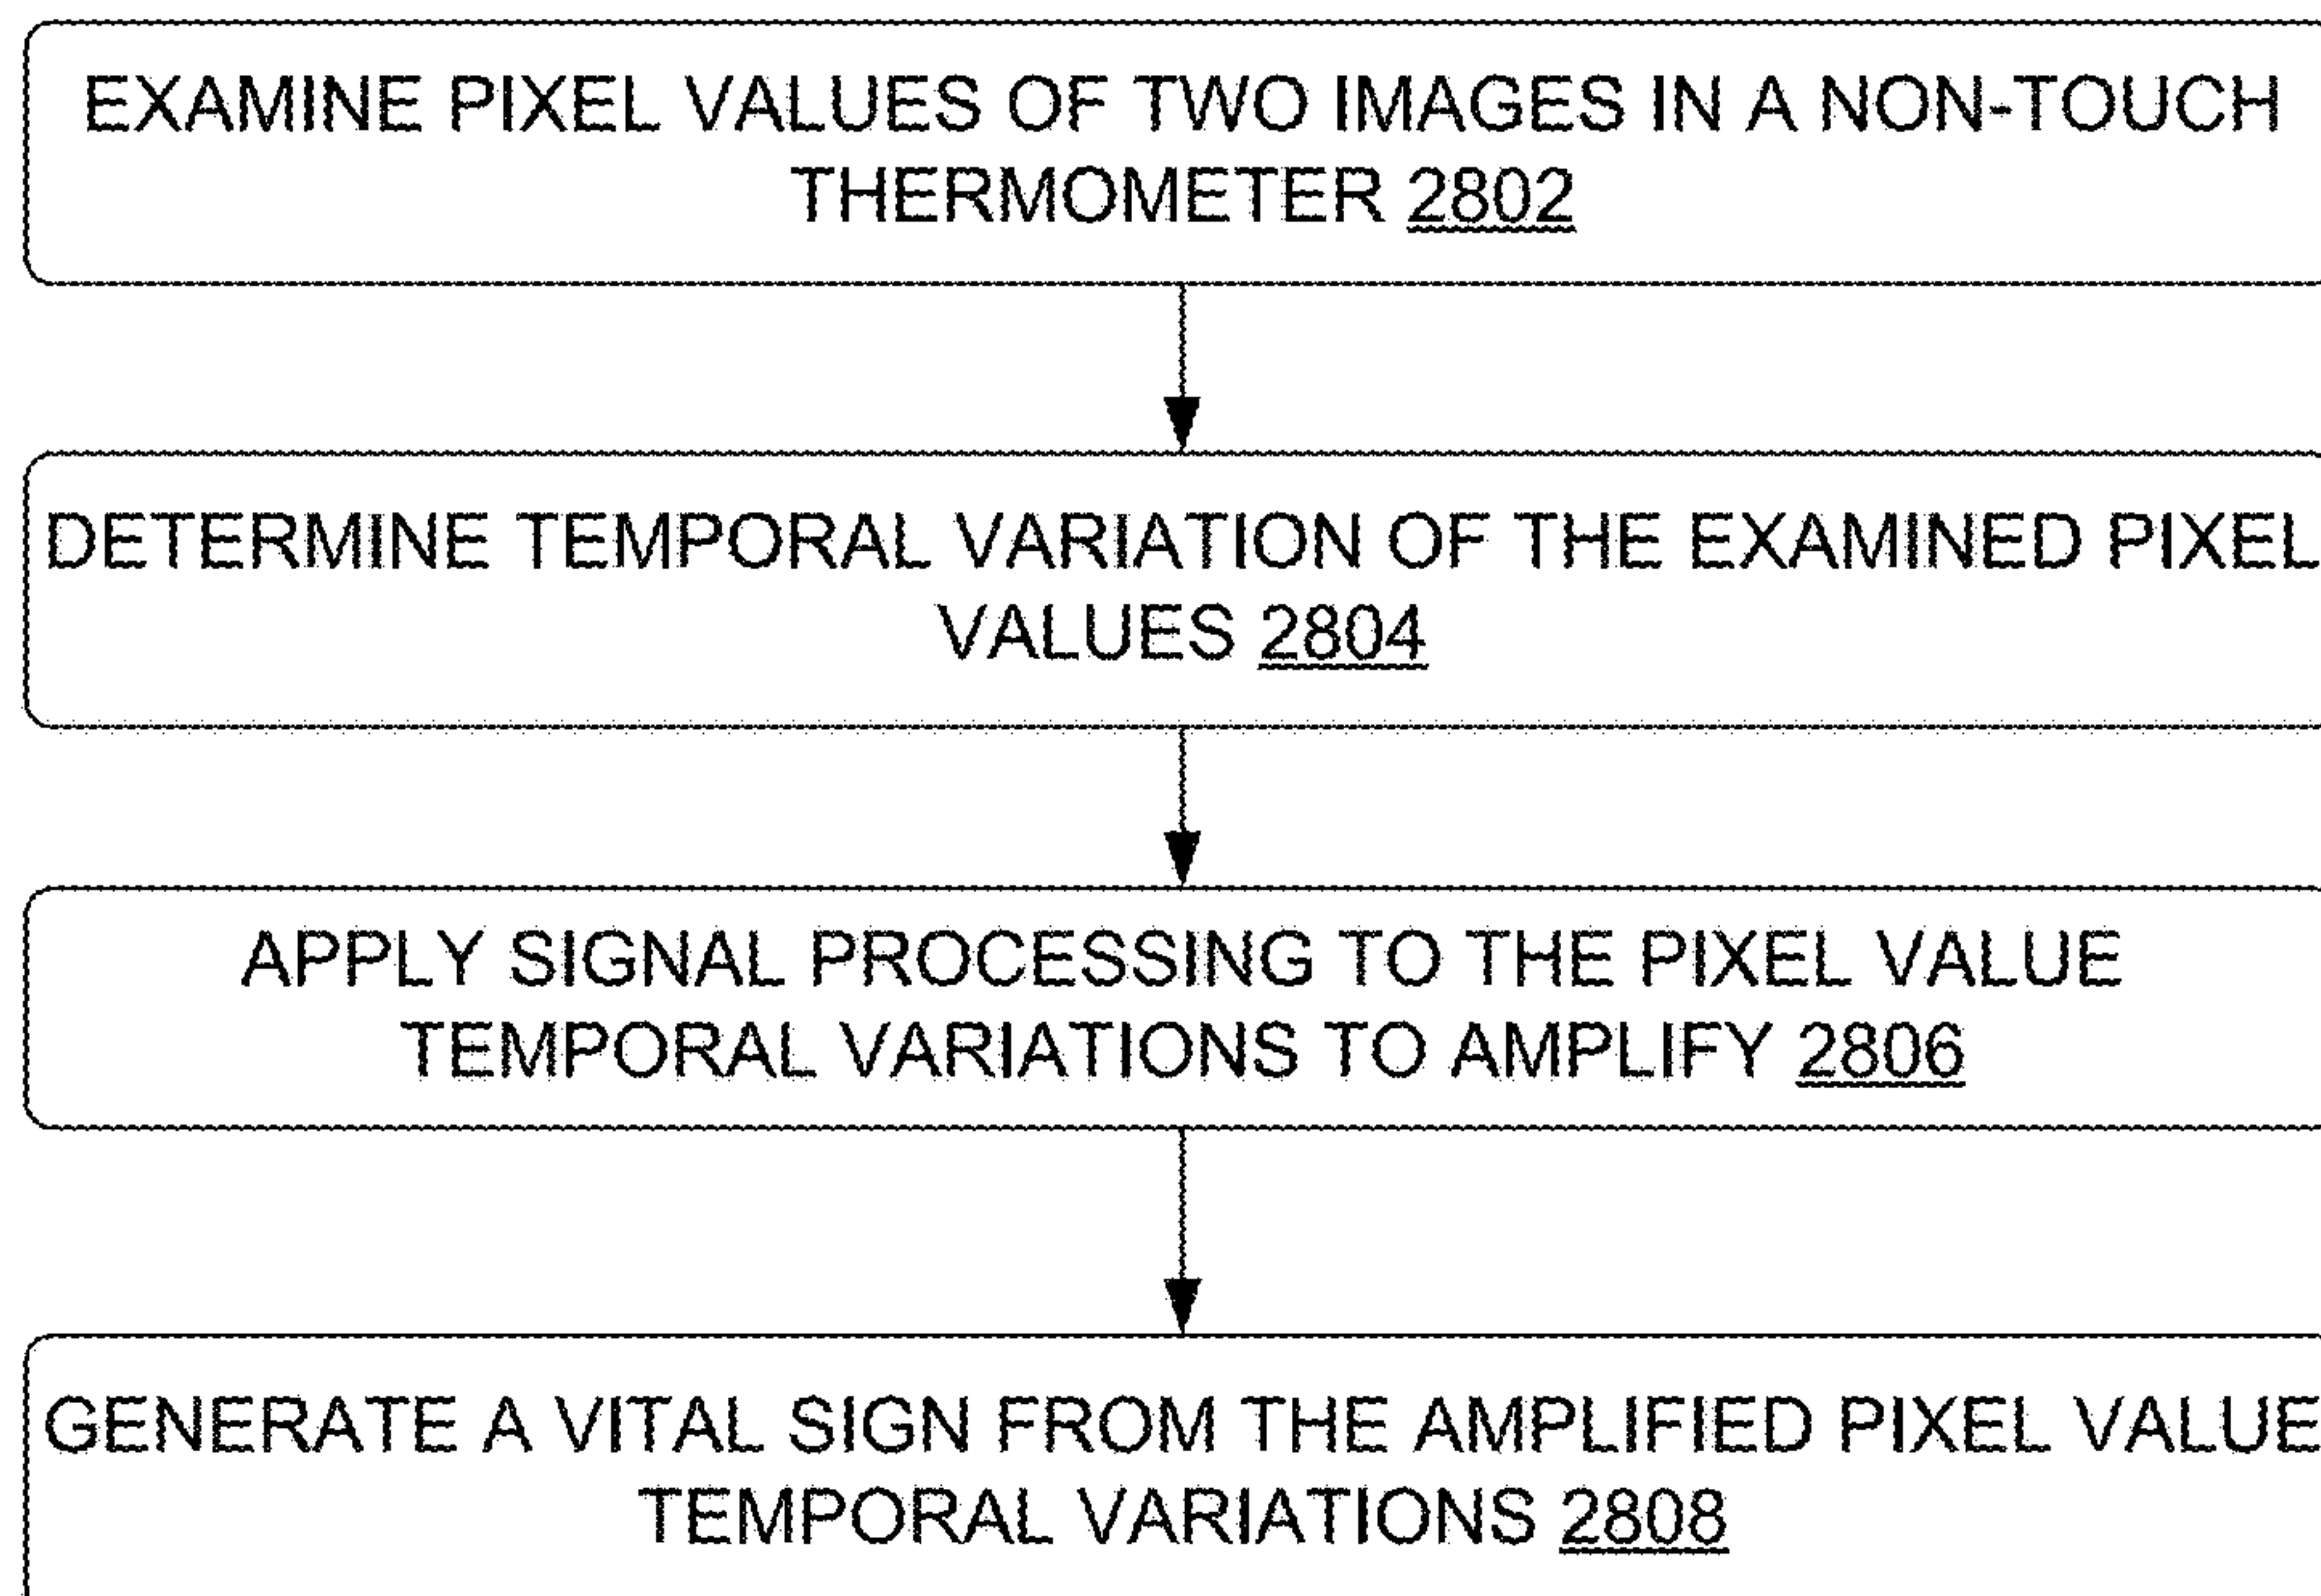 EXAMINE PIXEL VALUES OF TWO IMAGES IN A NON-TOUCH
THERMOMETER 2802
DETERMINE TEMPORAL VARIATION OF THE EXAMINED PIXEL
VALUES 2804
APPLY SIGNAL PROCESSING TO THE PIXEL VALUE
TEMPORAL VARIATIONS TO AMPLIFY 2806
GENERATE A VITAL SIGN FROM THE AMPLIFIED PIXEL VALUE
TEMPORAL VARIATIONS 2808